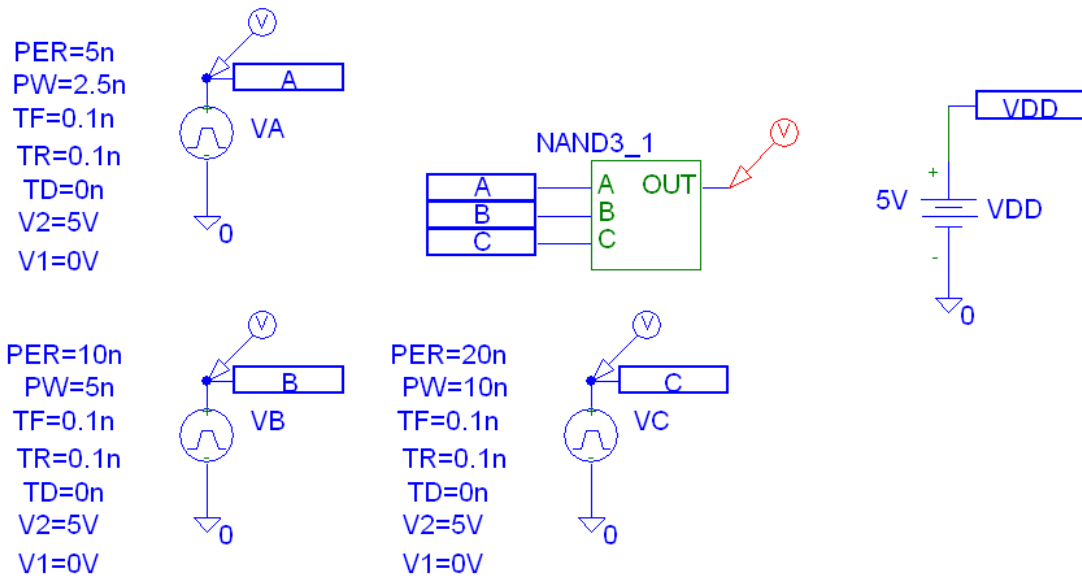 V
PER=5n
PW=2.5n
TF=0.1n
TR=0.1n
TD=0n
V2=5V
V1=0V
A
VA
0
NAND3_1
A
B
C
A OUT
B
C
V
VDD
+
5V
VDD
-
0
V
PER=10n
PW=5n
TF=0.1n
TR=0.1n
TD=0n
V2=5V
V1=0V
B
VB
0
V
PER=20n
PW=10n
TF=0.1n
TR=0.1n
TD=0n
V2=5V
V1=0V
C
VC
0